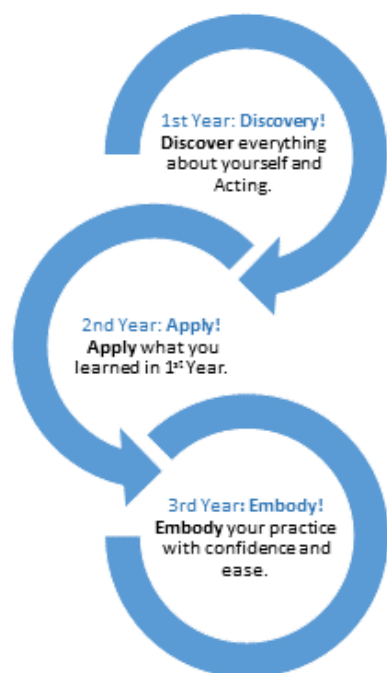 1st Year: Discovery!
Discover everything
about yourself and
Acting.
2nd Year: Apply!
Apply what you
learned in 1st Year.
3rd Year: Embody!
Embody your practice
with confidence and
ease.